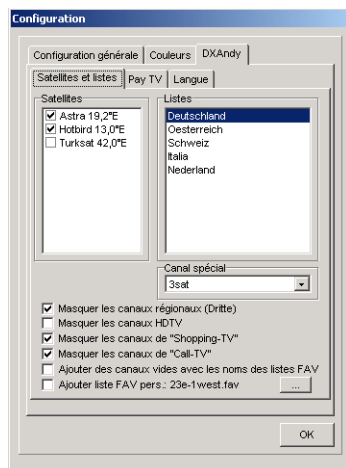 Configuration
Configuration générale
Couleurs
DXAndy
Satellites et listes
Pay TV
Langue
Satellites
Astra 19,2°E
Hotbird 13,0°E
Turksat 42,0°E
Listes
Deutschland
Oesterreich
Schweiz
Italia
Nederland
Canal spécial
3sat
Masquer les canaux régionaux (Dritte)
Masquer les canaux HDTV
Masquer les canaux de "Shopping-TV"
Masquer les canaux de "Call-TV"
Ajouter des canaux vides avec les noms des listes FAV
Ajouter liste FAV pers.: 23e-1west.fav
...
OK